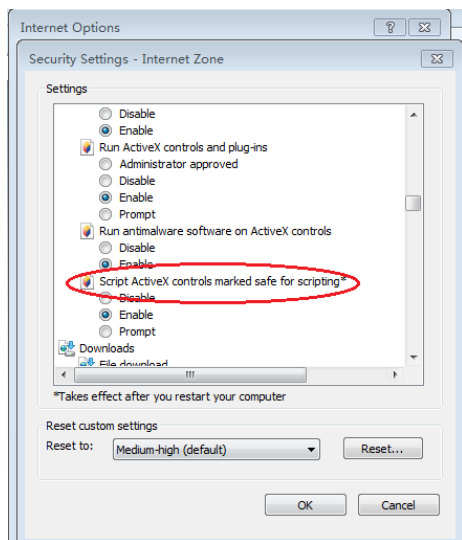 Internet Options
Security Settings - Internet Zone
Settings
Disable
Enable
Run ActiveX controls and plug-ins
Administrator approved
Disable
Enable
Prompt
Run antimalware software on ActiveX controls
Disable
Enable
Script ActiveX controls marked safe for scripting*
Disable
Enable
Prompt
Downloads
File download
*Takes effect after you restart your computer
Reset custom settings
Reset to:
Medium-high (default)
Reset...
OK
Cancel